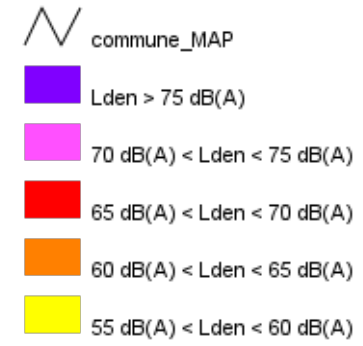 commune_MAP
Lden > 75 dB(A)
70 dB(A) < Lden < 75 dB(A)
65 dB(A) < Lden < 70 dB(A)
60 dB(A) < Lden < 65 dB(A)
55 dB(A) < Lden < 60 dB(A)